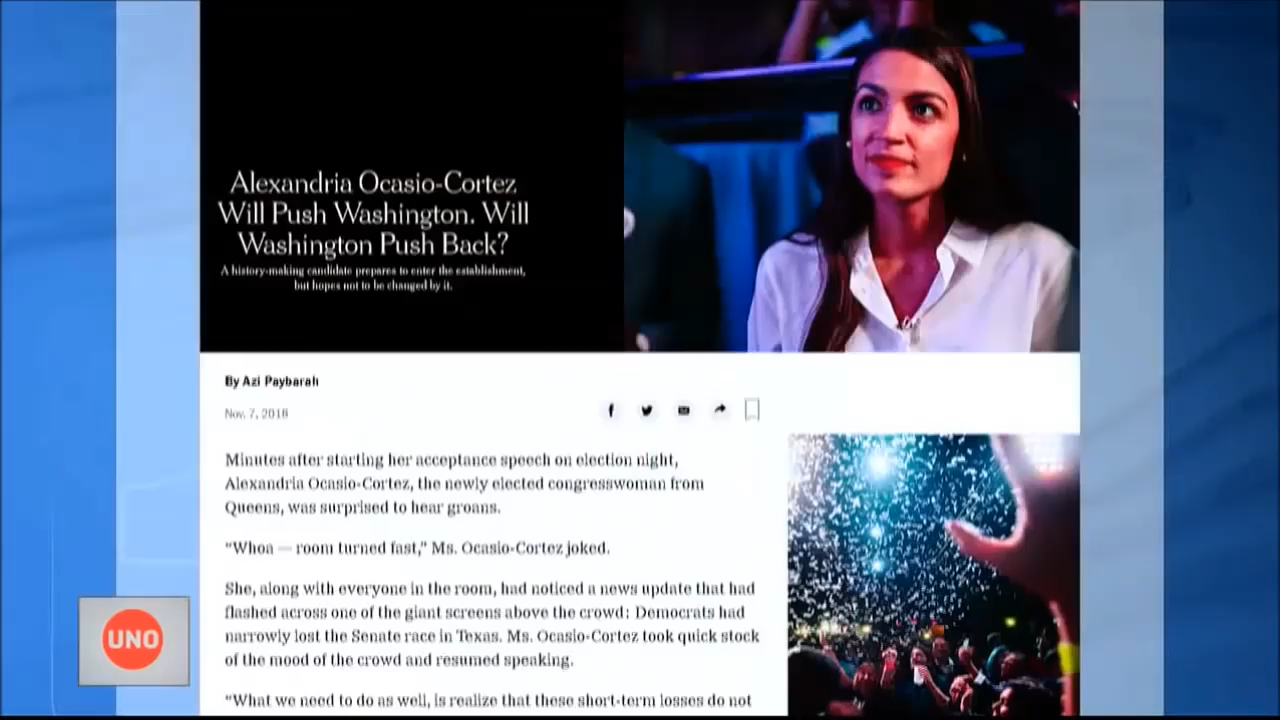 Alexandria Ocasio-Cortez
Will Push Washington. Will
Washington Push Back?
A history-making candidate prepares to enter the establishment,
but hopes not to be changed by it.
By Azi Paybarah
Nov. 7, 2018
Minutes after starting her acceptance speech on election night,
Alexandria Ocasio-Cortez, the newly elected congresswoman from
Queens, was surprised to hear groans.
“Whoa — room turned fast,” Ms. Ocasio-Cortez joked.
She, along with everyone in the room, had noticed a news update that had
flashed across one of the giant screens above the crowd: Democrats had
narrowly lost the Senate race in Texas. Ms. Ocasio-Cortez took quick stock
of the mood of the crowd and resumed speaking.
“What we need to do as well, is realize that these short-term losses do not
UNO